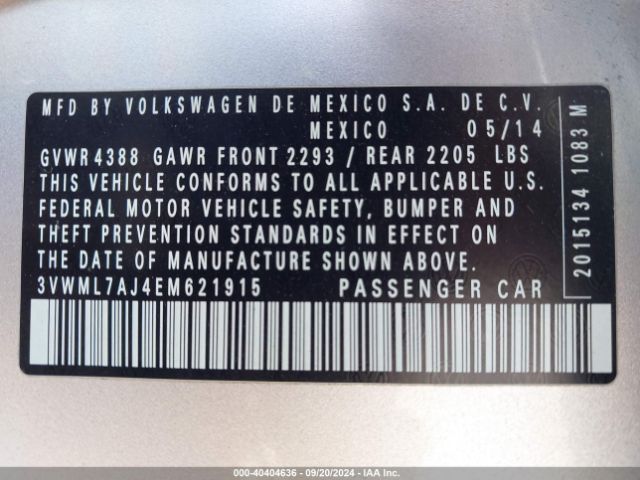 MFD BY VOLKSWAGEN DE MEXICO S.A. DE C.V.
MEXICO 05/14
GVWR 4388 GAWR FRONT 2293 / REAR 2205 LBS
THIS VEHICLE CONFORMS TO ALL APPLICABLE U.S.
FEDERAL MOTOR VEHICLE SAFETY, BUMPER AND
THEFT PREVENTION STANDARDS IN EFFECT ON
THE DATE OF MANUFACTURE SHOWN ABOVE.
3VWML7AJ4EM621915 PASSENGER CAR
2015134 1083 M
000-40404636 - 09/20/2024 - IAA Inc.